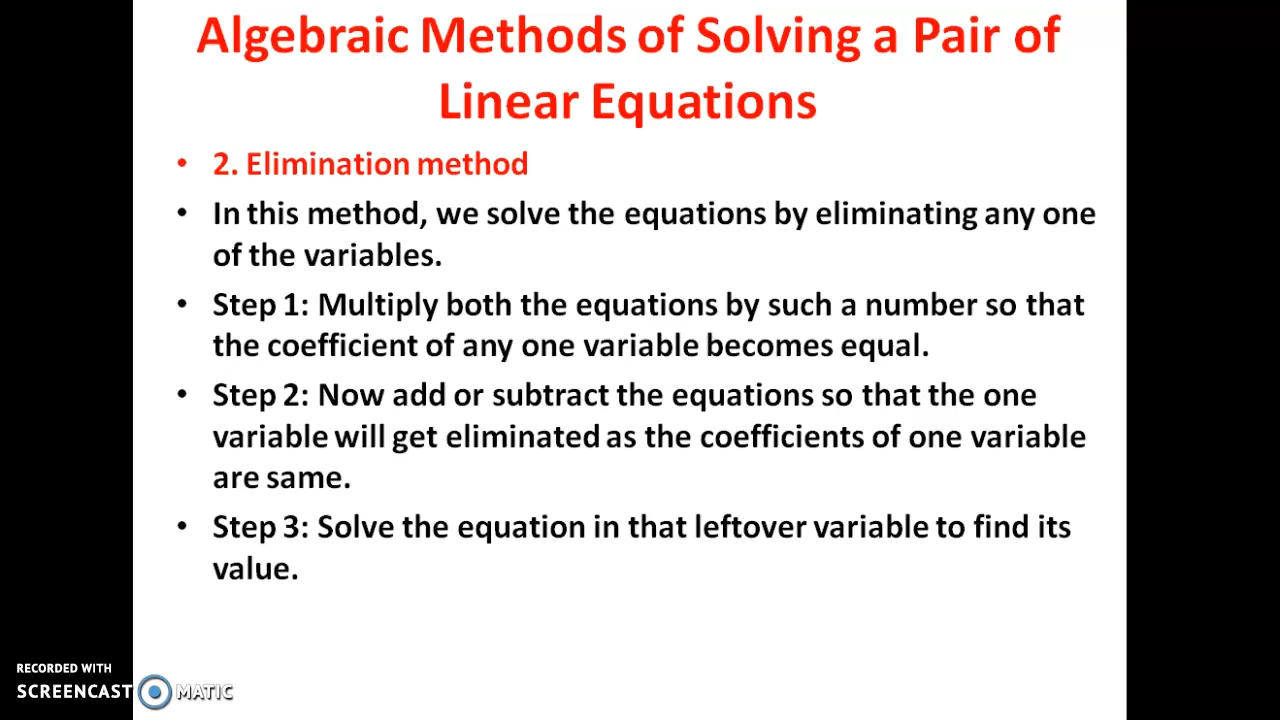 Algebraic Methods of Solving a Pair of
Linear Equations
• 2. Elimination method
• In this method, we solve the equations by eliminating any one
of the variables.
• Step 1: Multiply both the equations by such a number so that
the coefficient of any one variable becomes equal.
• Step 2: Now add or subtract the equations so that the one
variable will get eliminated as the coefficients of one variable
are same.
• Step 3: Solve the equation in that leftover variable to find its
value.
RECORDED WITH
SCREENCAST MATIC